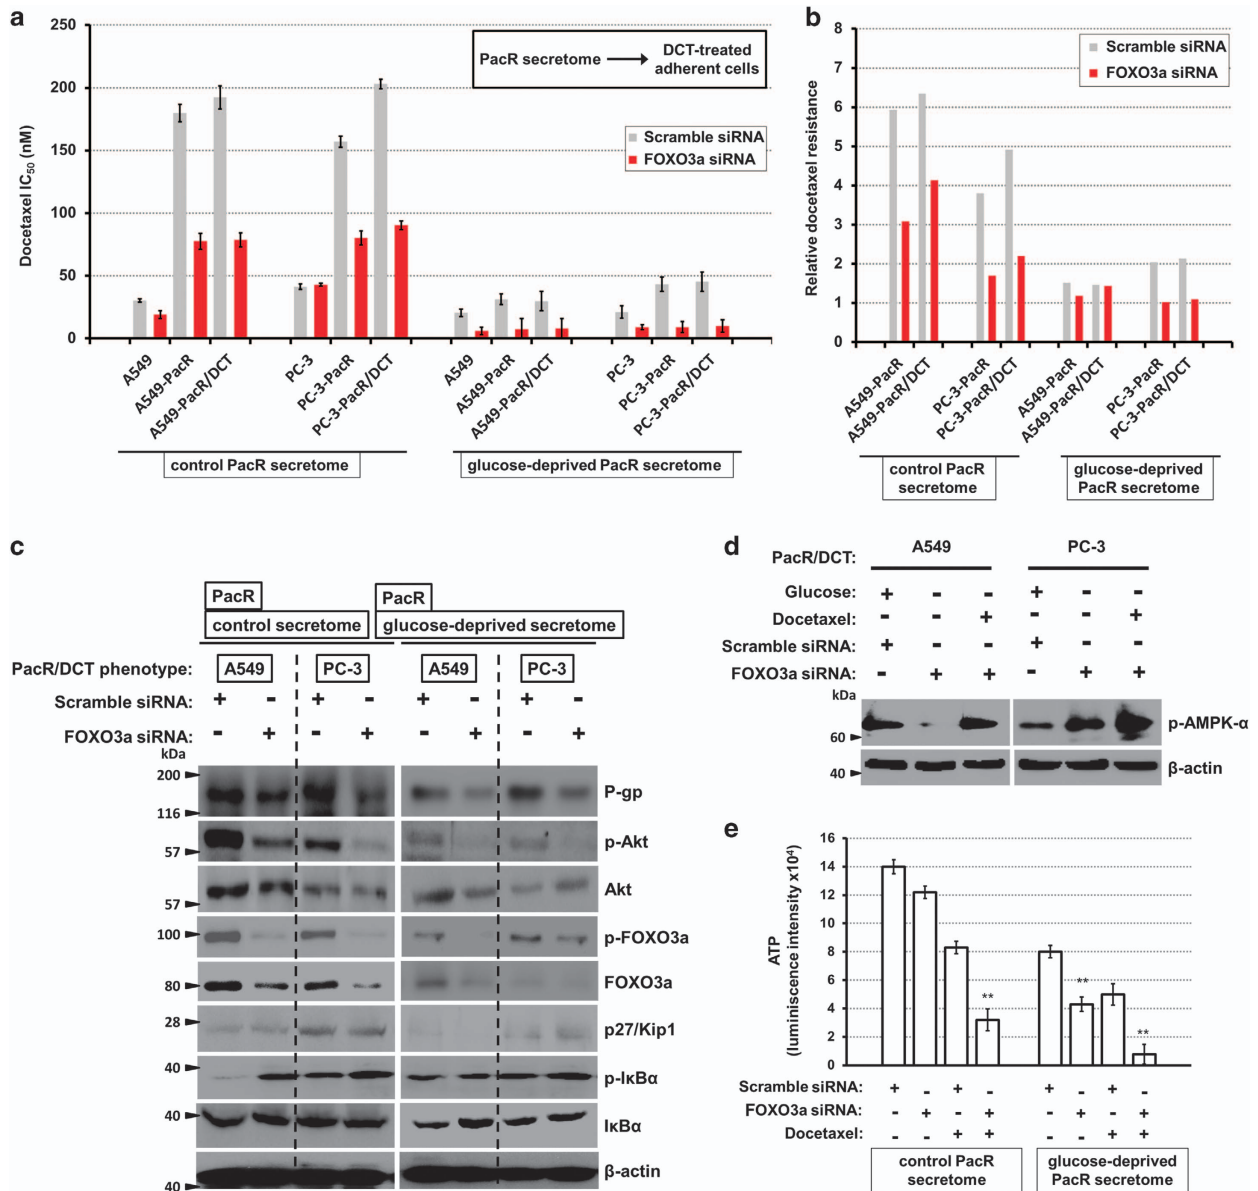 a
250
200
150
100
50
0
Docetaxel IC50 (nM)
PacR secretome
DCT-treated
adherent cells
Scramble siRNA
FOXO3a siRNA
A549
A549-PacR
A549-PacR/DCT
PC-3
PC-3-PacR
PC-3-PacR/DCT
A549
A549-PacR
A549-PacR/DCT
PC-3
PC-3-PacR
PC-3-PacR/DCT
control PacR secretome
glucose-deprived PacR secretome
b
8
7
6
5
4
3
2
1
0
Relative docetaxel resistance
Scramble siRNA
FOXO3a siRNA
A549-PacR
A549-PacR/DCT
PC-3-PacR
PC-3-PacR/DCT
A549-PacR
A549-PacR/DCT
PC-3-PacR
PC-3-PacR/DCT
control PacR
secretome
glucose-deprived
PacR secretome
c
PacR
control secretome
PacR
glucose-deprived secretome
PacR/DCT phenotype: A549 PC-3 A549 PC-3
Scramble siRNA: + - + - + - + -
FOXO3a siRNA: - + - + - + - +
kDa
200
116
P-gp
57
p-Akt
57
Akt
100
p-FOXO3a
80
FOXO3a
28
p27/Kip1
40
p-IκBα
40
IκBα
40
β-actin
d
PacR/DCT: A549 PC-3
Glucose: + - - + - -
Docetaxel: - - + - - +
Scramble siRNA: + - - + - -
FOXO3a siRNA: - + + - + +
kDa
60
p-AMPK-α
40
β-actin
e
16
14
12
10
8
6
4
2
0
ATP
(luminiscence intensity x10⁴)
**
**
**
Scramble siRNA: + - + - + - + -
FOXO3a siRNA: - + - + - + - +
Docetaxel: - - + + - - + +
control PacR
secretome
glucose-deprived
PacR secretome